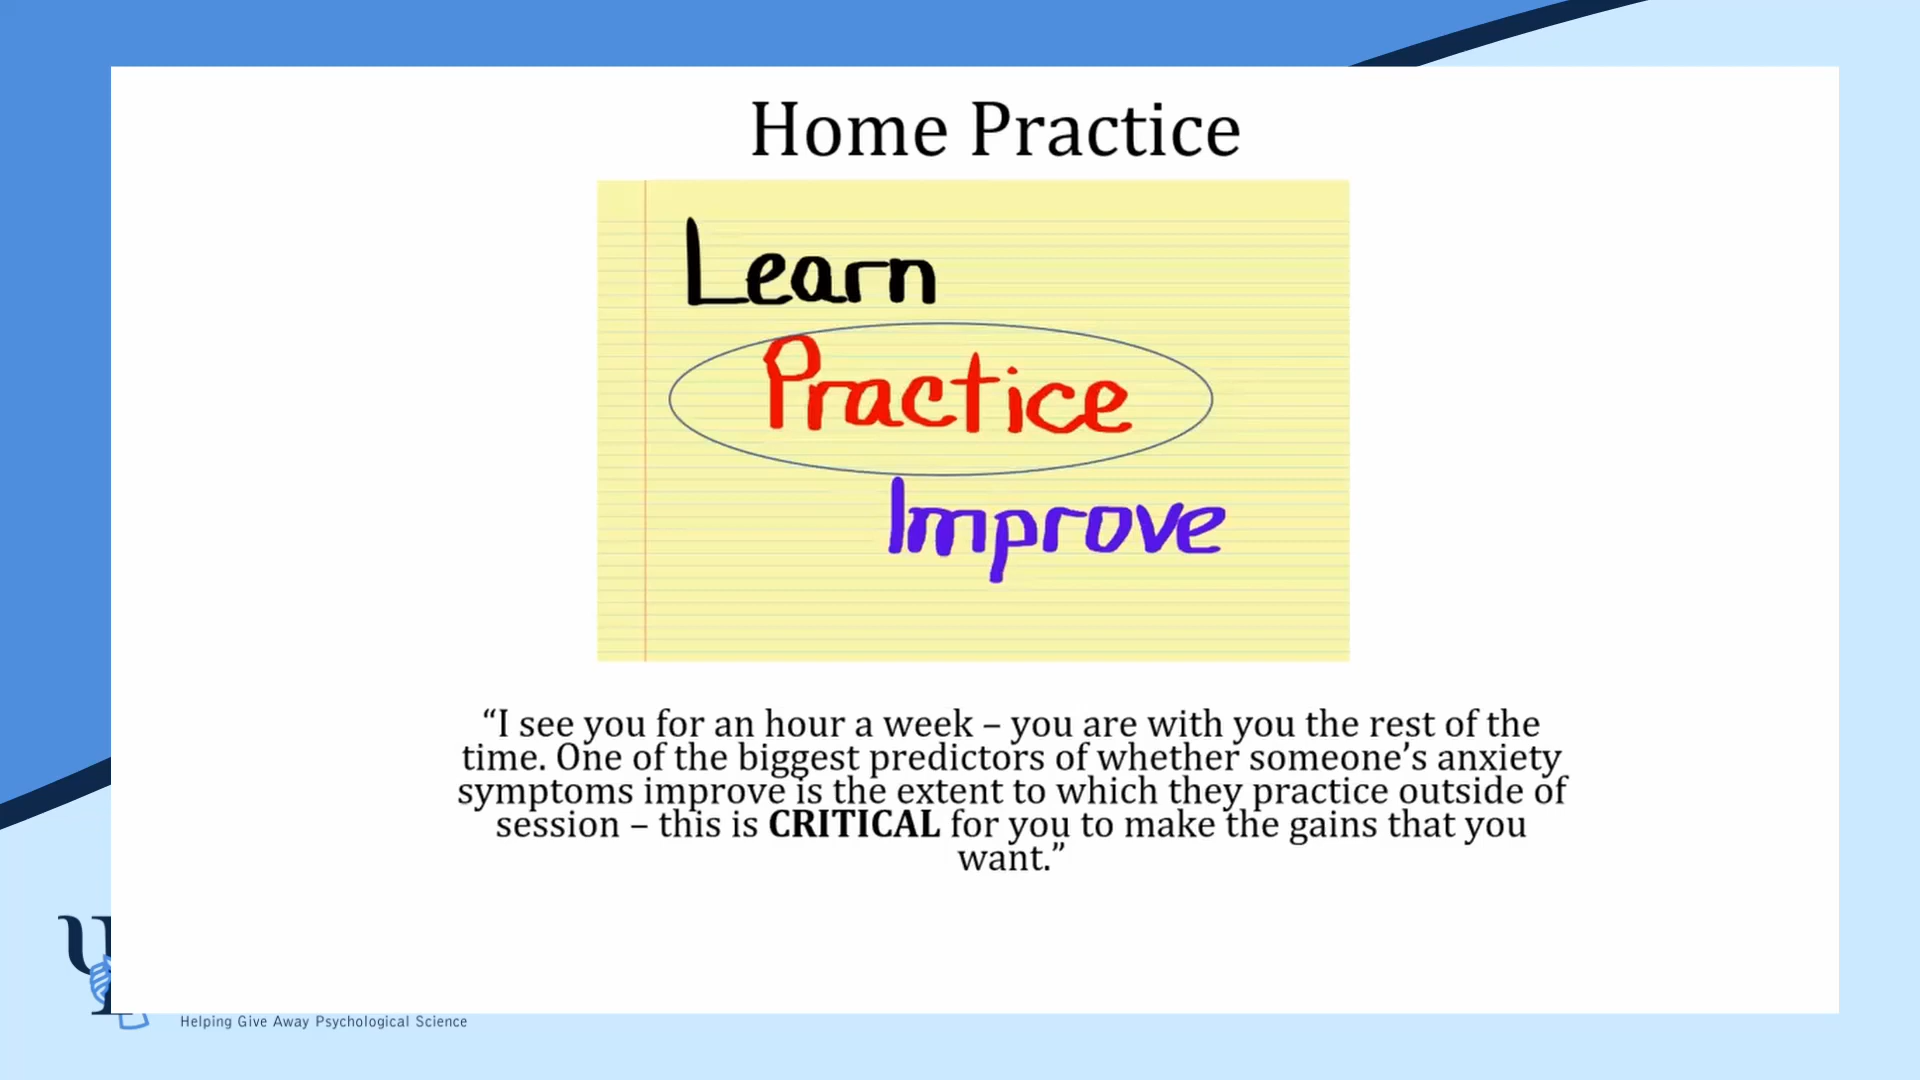 Home Practice
Learn
Practice
Improve
“I see you for an hour a week – you are with you the rest of the
time. One of the biggest predictors of whether someone’s anxiety
symptoms improve is the extent to which they practice outside of
session – this is CRITICAL for you to make the gains that you
want.”
Helping Give Away Psychological Science